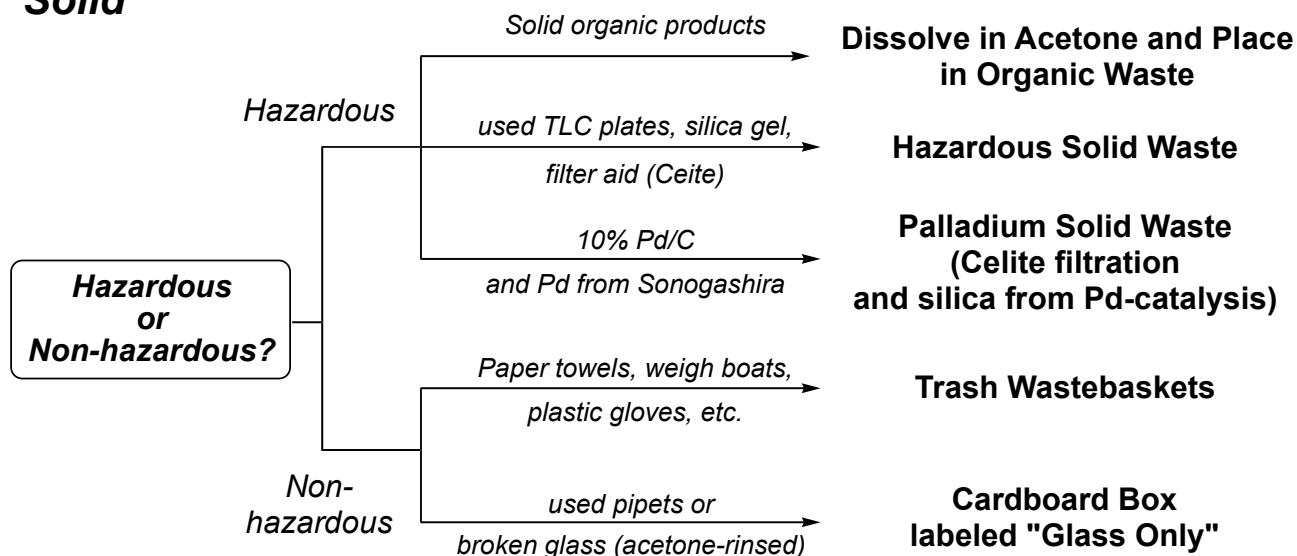 Solid
Solid organic products
Dissolve in Acetone and Place
in Organic Waste
Hazardous
used TLC plates, silica gel,
filter aid (Ceite)
Hazardous Solid Waste
10% Pd/C
and Pd from Sonogashira
Palladium Solid Waste
(Celite filtration
and silica from Pd-catalysis)
Hazardous
or
Non-hazardous?
Paper towels, weigh boats,
plastic gloves, etc.
Trash Wastebaskets
Non-
hazardous
used pipets or
broken glass (acetone-rinsed)
Cardboard Box
labeled "Glass Only"